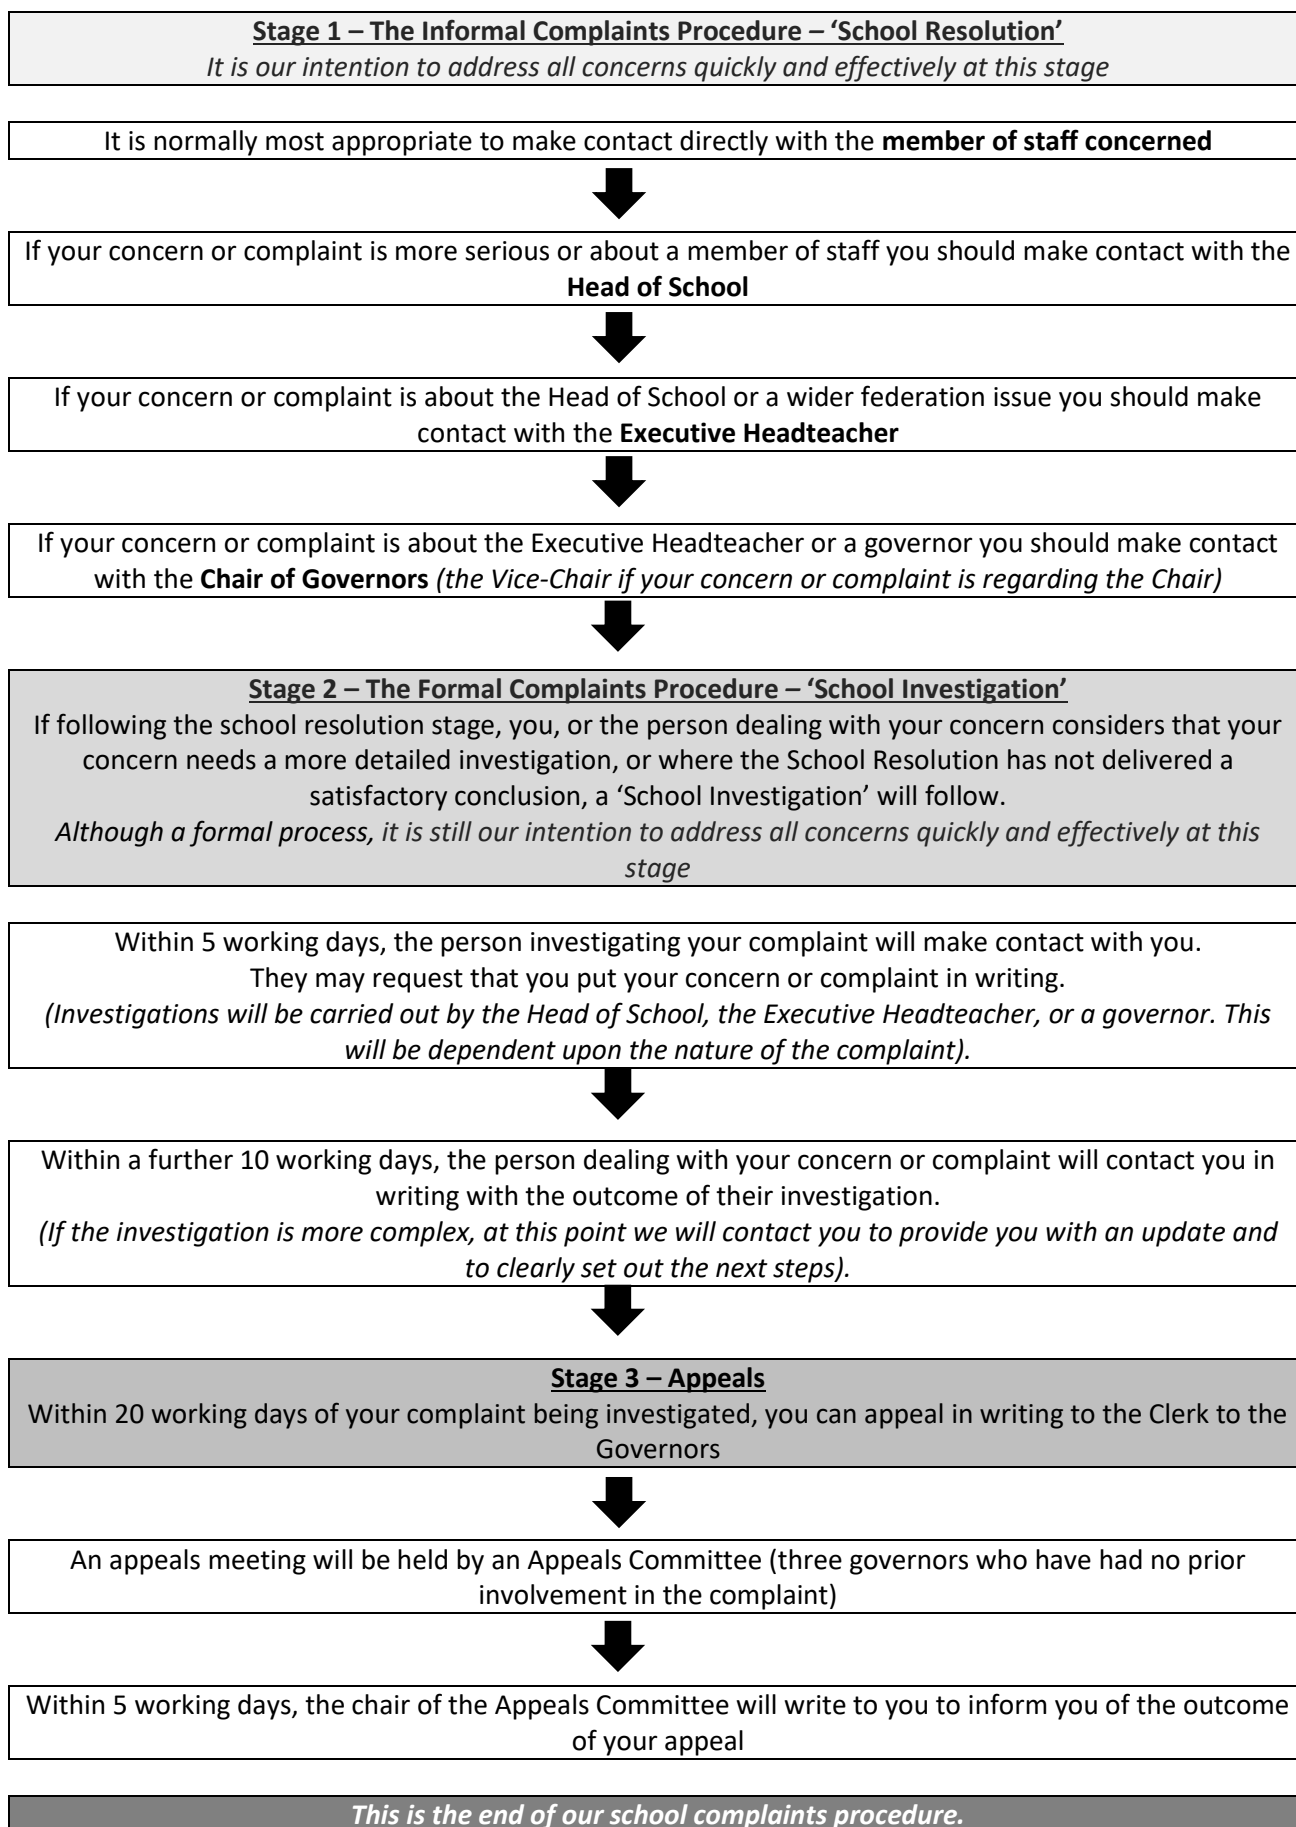 Stage 1 – The Informal Complaints Procedure – ‘School Resolution’
It is our intention to address all concerns quickly and effectively at this stage
It is normally most appropriate to make contact directly with the member of staff concerned
If your concern or complaint is more serious or about a member of staff you should make contact with the
Head of School
If your concern or complaint is about the Head of School or a wider federation issue you should make
contact with the Executive Headteacher
If your concern or complaint is about the Executive Headteacher or a governor you should make contact
with the Chair of Governors (the Vice-Chair if your concern or complaint is regarding the Chair)
Stage 2 – The Formal Complaints Procedure – ‘School Investigation’
If following the school resolution stage, you, or the person dealing with your concern considers that your
concern needs a more detailed investigation, or where the School Resolution has not delivered a
satisfactory conclusion, a ‘School Investigation’ will follow.
Although a formal process, it is still our intention to address all concerns quickly and effectively at this
stage
Within 5 working days, the person investigating your complaint will make contact with you.
They may request that you put your concern or complaint in writing.
(Investigations will be carried out by the Head of School, the Executive Headteacher, or a governor. This
will be dependent upon the nature of the complaint).
Within a further 10 working days, the person dealing with your concern or complaint will contact you in
writing with the outcome of their investigation.
(If the investigation is more complex, at this point we will contact you to provide you with an update and
to clearly set out the next steps).
Stage 3 – Appeals
Within 20 working days of your complaint being investigated, you can appeal in writing to the Clerk to the
Governors
An appeals meeting will be held by an Appeals Committee (three governors who have had no prior
involvement in the complaint)
Within 5 working days, the chair of the Appeals Committee will write to you to inform you of the outcome
of your appeal
This is the end of our school complaints procedure.